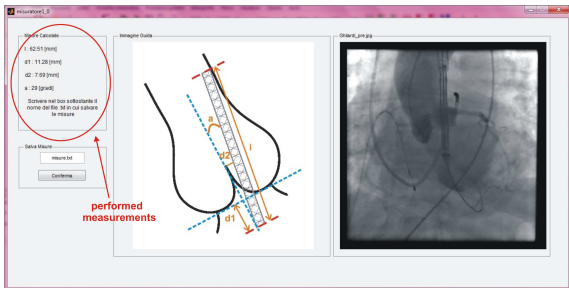 misuratore1_0
Misure Calcolate
l : 62.51 [mm]
d1 : 11.28 [mm]
d2 : 7.69 [mm]
a : 29 [gradi]
Scrivere nel box sottostante il
nome del file .txt in cui salvare
le misure
Salva Misure
misure.txt
Conferma
performed
measurements
Immagine Guida
a
l
d2
d1
Ghilardi_pre.jpg